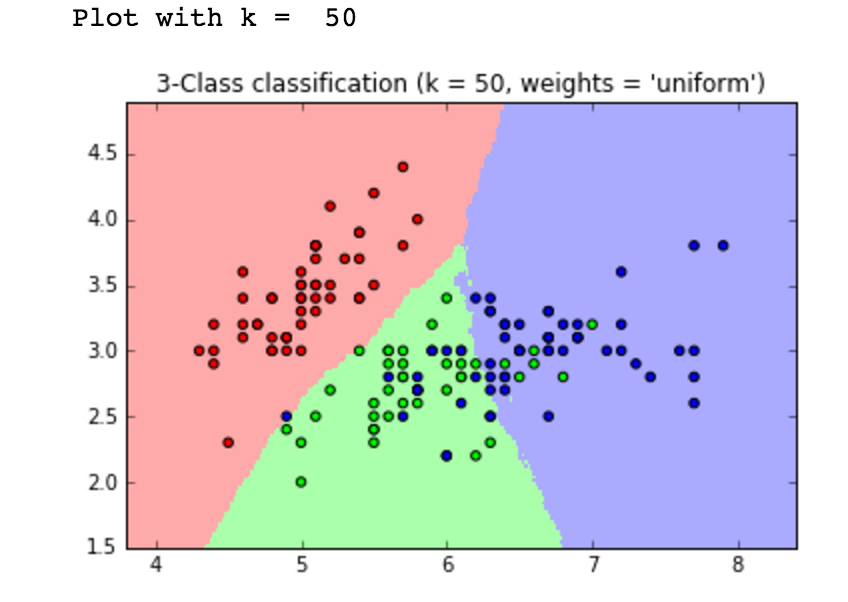 Plot with k =  50
3-Class classification (k = 50, weights = 'uniform')
4.5
4.0
3.5
3.0
2.5
2.0
1.5
4 5 6 7 8